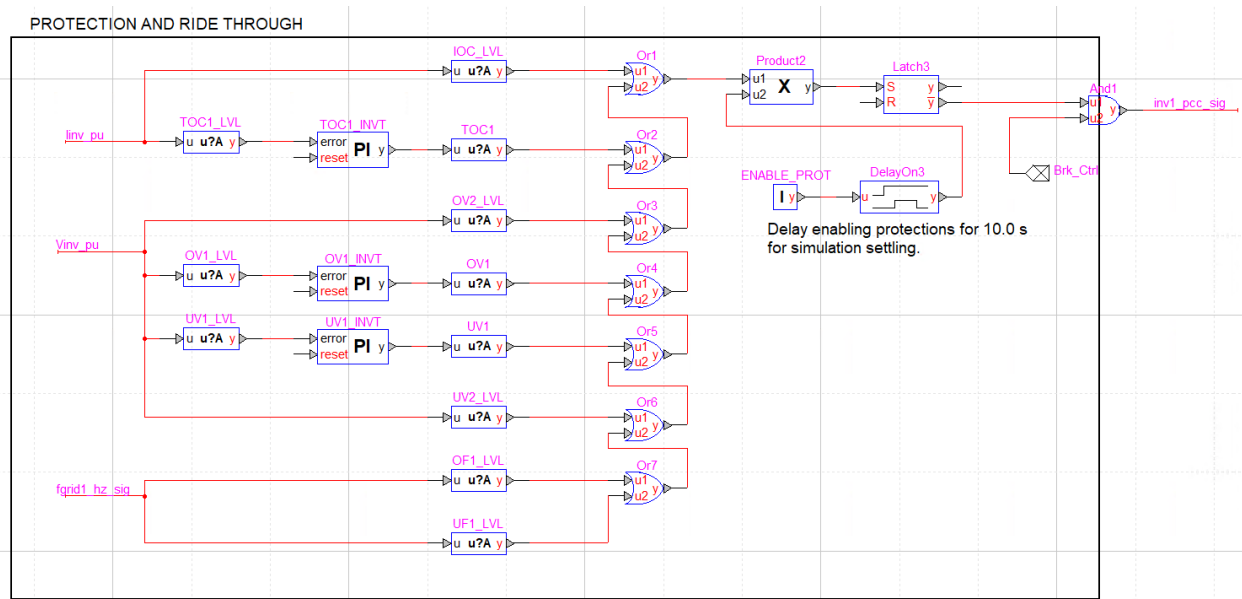 PROTECTION AND RIDE THROUGH
IOC_LVL
u u?A y
Or1
u1
u2
y
Product2
u1
u2
X
y
Latch3
S
R
y
y
And1
u1
u2
y
inv1_pcc_sig
Iinv_pu
TOC1_LVL
u u?A y
TOC1_INVT
error
reset
PI
y
TOC1
u u?A y
Or2
u1
u2
y
Brk_Ctrl
ENABLE_PROT
I y
DelayOn3
u
y
Delay enabling protections for 10.0 s
for simulation settling.
OV2_LVL
u u?A y
Or3
u1
u2
y
Vinv_pu
OV1_LVL
u u?A y
OV1_INVT
error
reset
PI
y
OV1
u u?A y
Or4
u1
u2
y
UV1_LVL
u u?A y
UV1_INVT
error
reset
PI
y
UV1
u u?A y
Or5
u1
u2
y
UV2_LVL
u u?A y
Or6
u1
u2
y
fgrid1_hz_sig
OF1_LVL
u u?A y
Or7
u1
u2
y
UF1_LVL
u u?A y